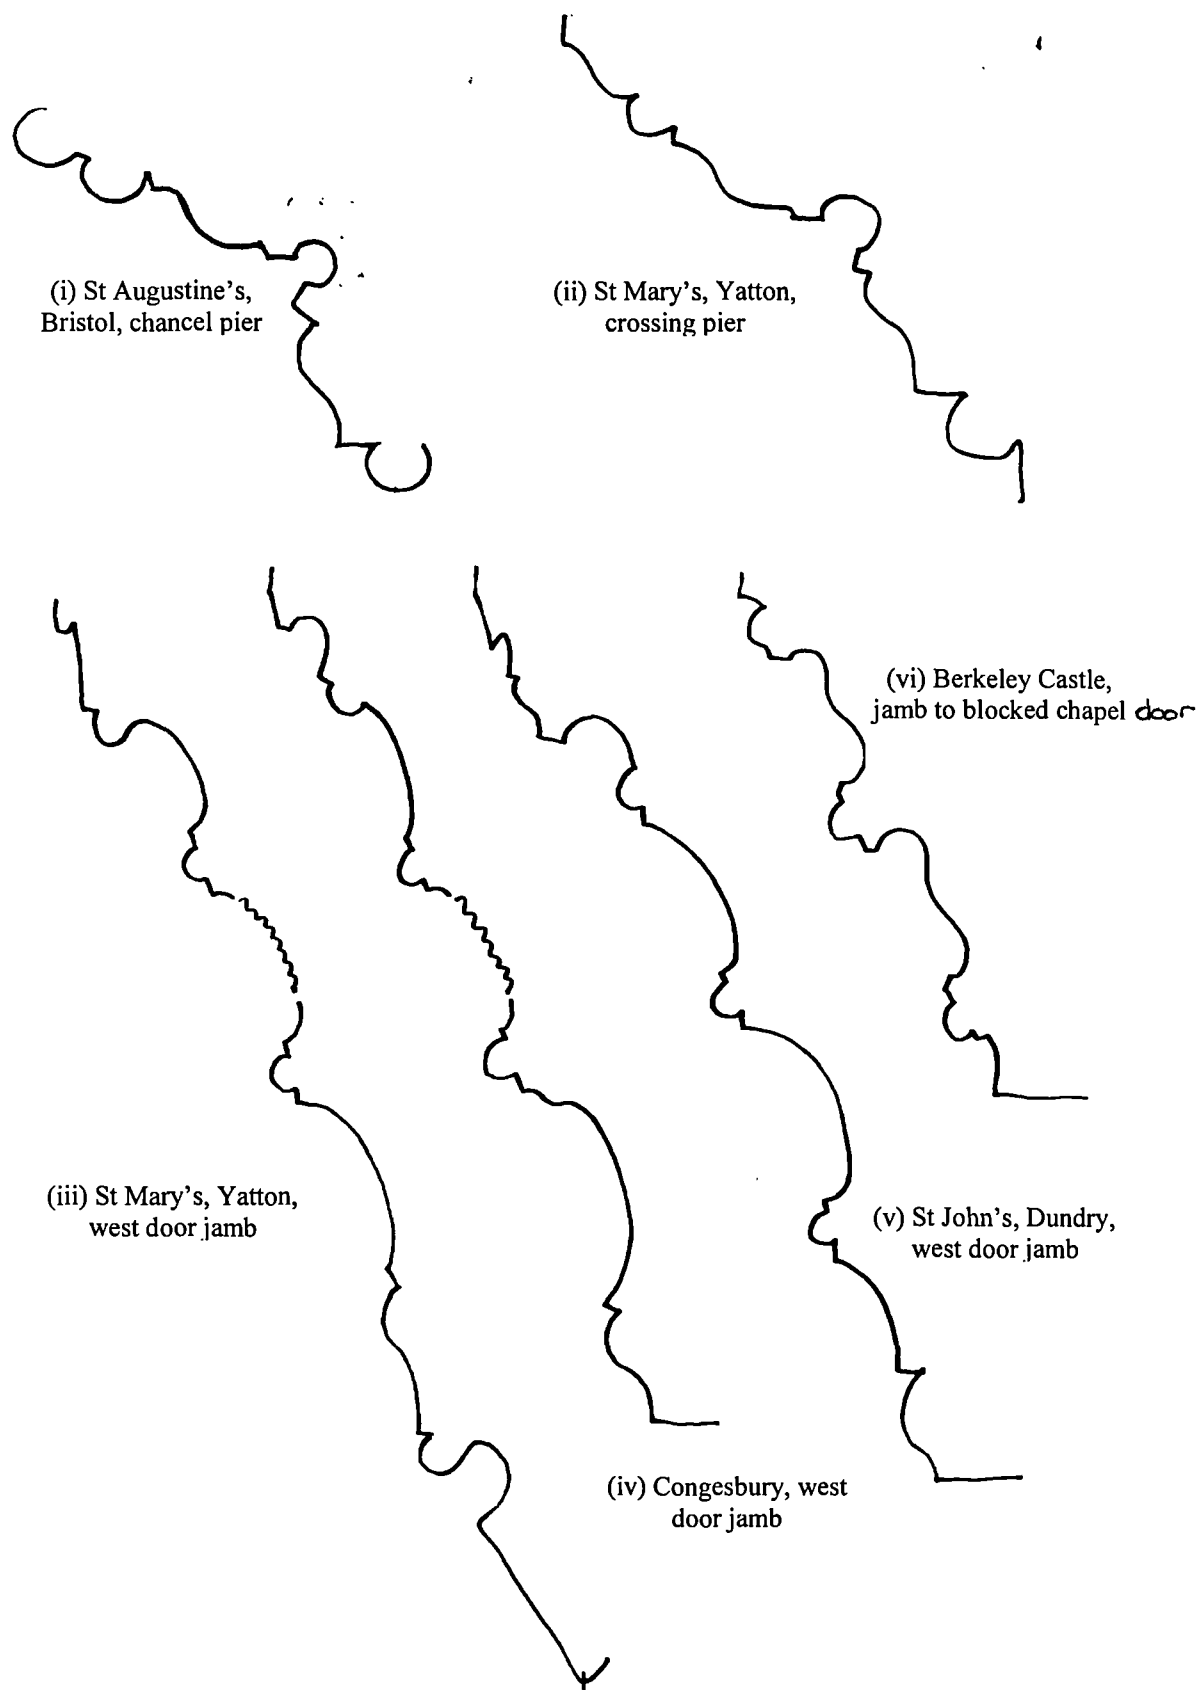 (i) St Augustine's,
Bristol, chancel pier
(ii) St Mary's, Yatton,
crossing pier
(vi) Berkeley Castle,
jamb to blocked chapel door
(iii) St Mary's, Yatton,
west door jamb
(v) St John's, Dundry,
west door jamb
(iv) Congesbury, west
door jamb